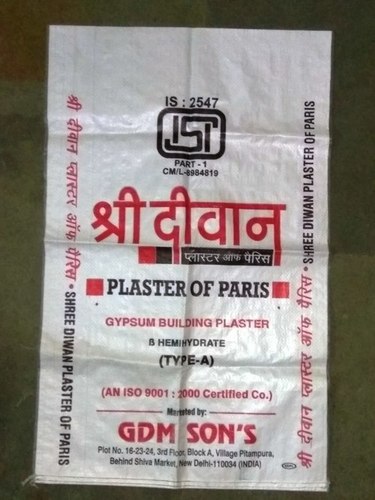 IS : 2547
ISI
PART - 1
CM/L-8984819
श्री दीवान
प्लास्टर ऑफ पैरिस
PLASTER OF PARIS
GYPSUM BUILDING PLASTER
ß HEMIHYDRATE
(TYPE-A)
(AN ISO 9001 : 2000 Certified Co.)
Marketed by:
GDM SON'S
Plot No. 16-23-24, 3rd Floor, Block A, Village Pitampura,
Behind Shiva Market, New Delhi-110034 (INDIA)
श्री दीवान प्लास्टर ऑफ पैरिस • SHREE DIWAN PLASTER OF PARIS
श्री दीवान प्लास्टर ऑफ पैरिस • SHREE DIWAN PLASTER OF PARIS